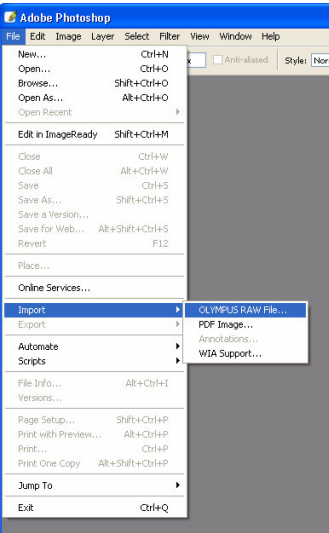 Adobe Photoshop
File Edit Image Layer Select Filter View Window Help
Anti-aliased Style:
New... Ctrl+N
Open... Ctrl+O
Browse... Shift+Ctrl+O
Open As... Alt+Ctrl+O
Open Recent
Edit in ImageReady Shift+Ctrl+M
Close Ctrl+W
Close All Alt+Ctrl+W
Save Ctrl+S
Save As... Shift+Ctrl+S
Save a Version...
Save for Web... Alt+Shift+Ctrl+S
Revert F12
Place...
Online Services...
Import OLYMPUS RAW File...
Export PDF Image...
Annotations...
Automate WIA Support...
Scripts
File Info... Alt+Ctrl+I
Versions...
Page Setup... Shift+Ctrl+P
Print with Preview... Alt+Ctrl+P
Print... Ctrl+P
Print One Copy Alt+Shift+Ctrl+P
Jump To
Exit Ctrl+Q